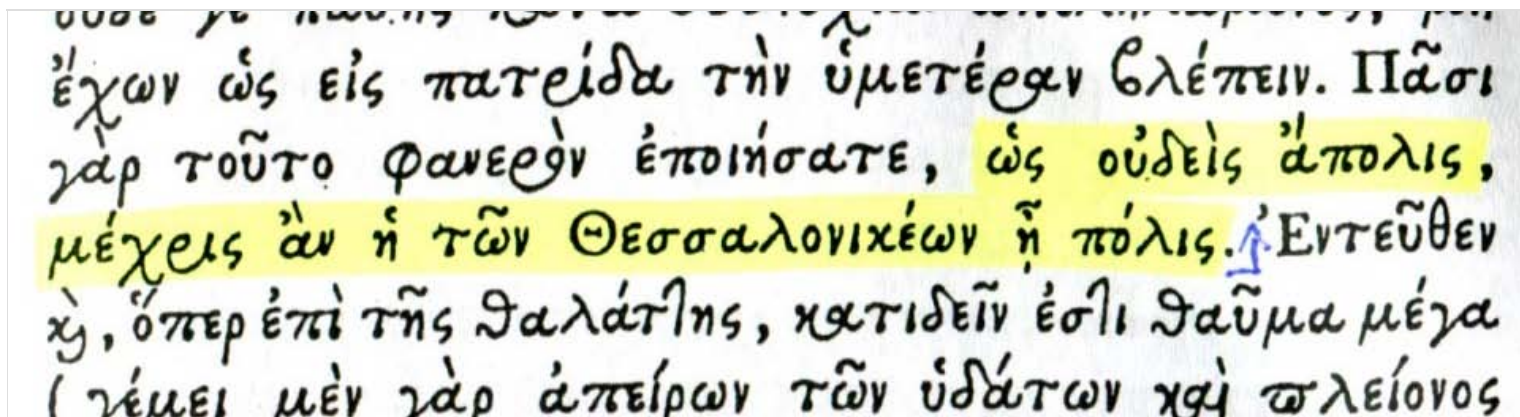 ἔχων ὡς εἰς πατρίδα τὴν ὑμετέραν βλέπειν. Πᾶσι
γὰρ τοῦτο φανερὸν ἐποιήσατε, ὡς οὐδεὶς ἄπολις,
μέχρις ἂν ἡ τῶν Θεσσαλονικέων ᾖ πόλις. Ἐντεῦθεν
ϗ, ὅπερ ἐπὶ τῆς θαλάττης, κατιδεῖν ἐστι θαῦμα μέγα
(γέμει μὲν γὰρ ἀπείρων τῶν ὑδάτων καὶ πλείονος